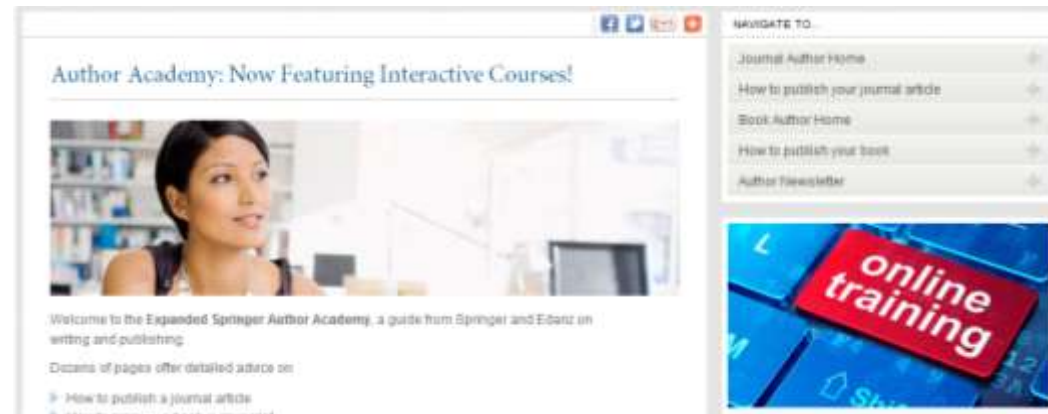 Author Academy: Now Featuring Interactive Courses!
Welcome to the Expanded Springer Author Academy, a guide from Springer and Edanz on
writing and publishing.
Dozens of pages offer detailed advice on:
How to publish a journal article
NAVIGATE TO...
Journal Author Home
How to publish your journal article
Book Author Home
How to publish your book
Author Newsletter
L
online
training
M
Shi
12